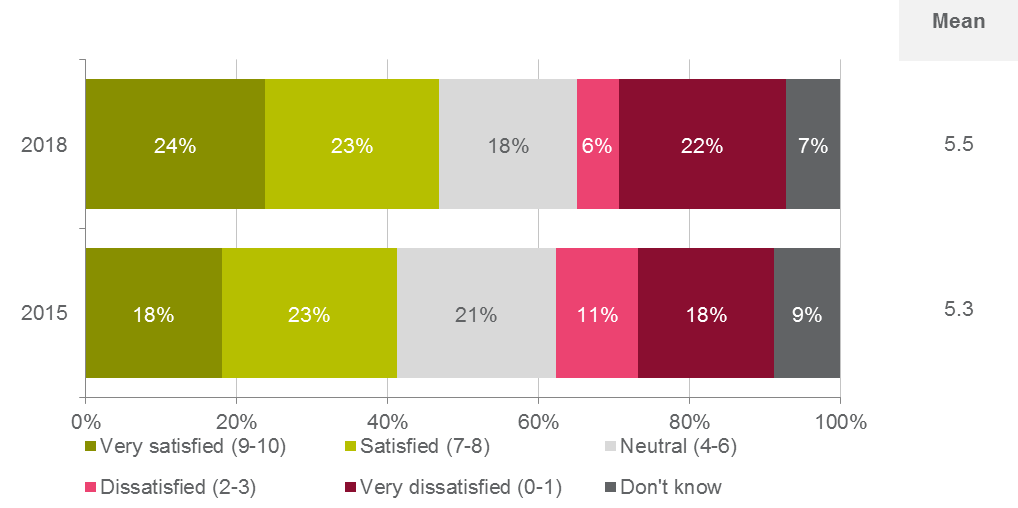 Mean
2018 24% 23% 18% 6% 22% 7% 5.5
2015 18% 23% 21% 11% 18% 9% 5.3
0% 20% 40% 60% 80% 100%
Very satisfied (9-10) Satisfied (7-8) Neutral (4-6)
Dissatisfied (2-3) Very dissatisfied (0-1) Don't know